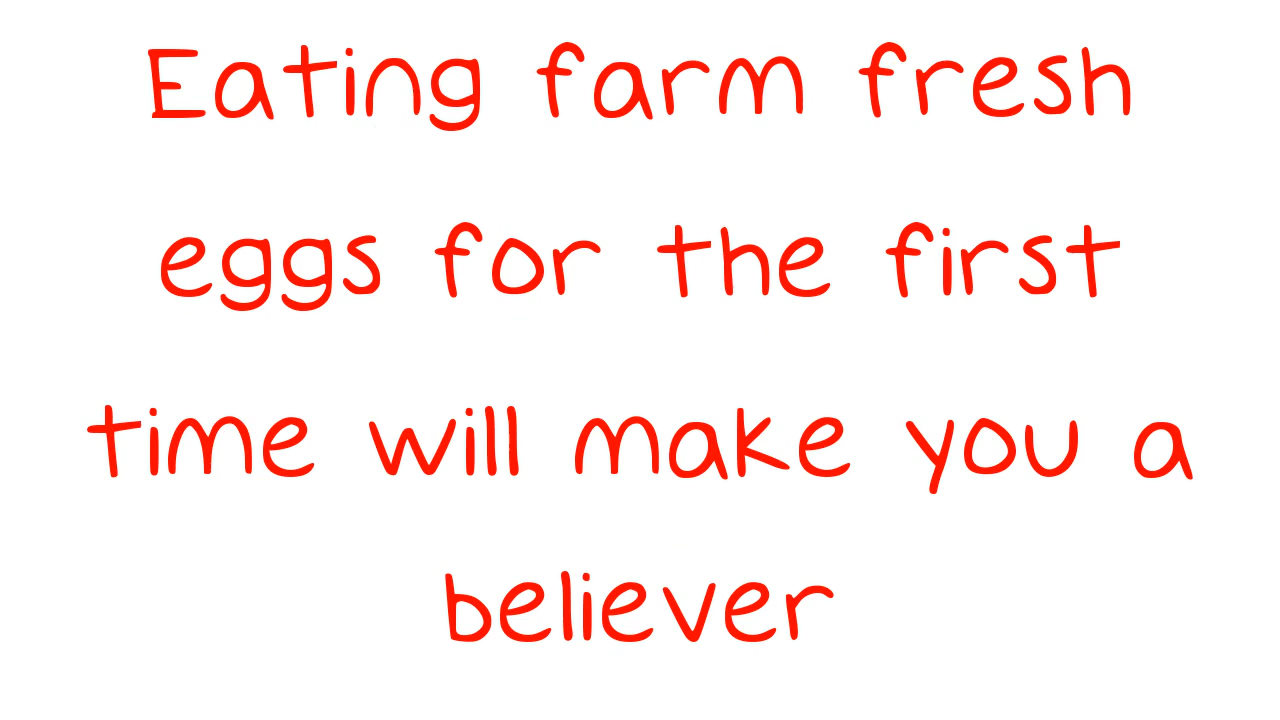 Eating farm fresh
eggs for the first
time will make you a
believer